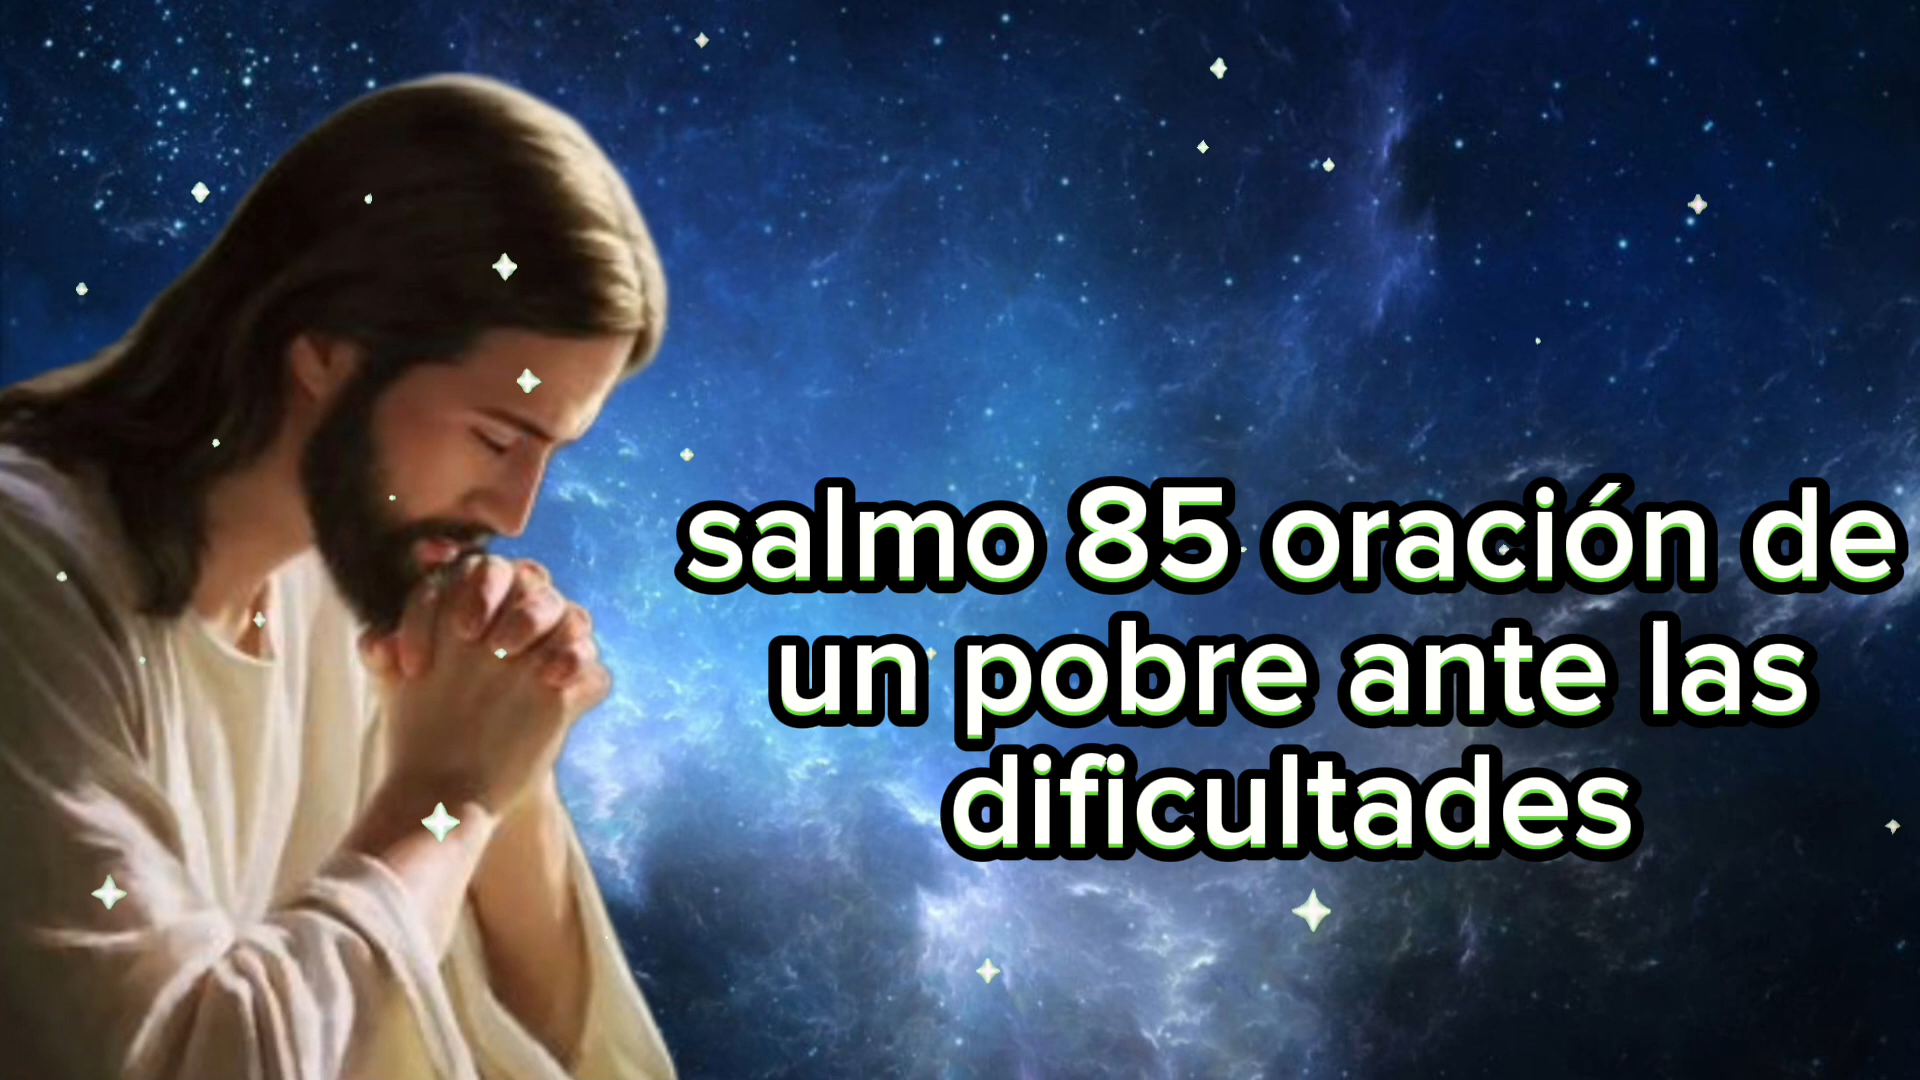 salmo 85 oración de
un pobre ante las
dificultades